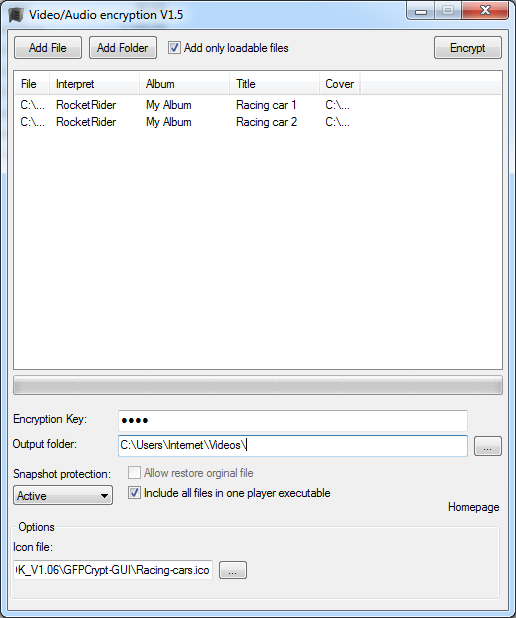 Video/Audio encryption V1.5
Add File Add Folder Add only loadable files Encrypt
File Interpret Album Title Cover
C:\... RocketRider My Album Racing car 1 C:\...
C:\... RocketRider My Album Racing car 2 C:\...
Encryption Key: ●●●●
Output folder: C:\Users\Internet\Videos\ ...
Snapshot protection: Allow restore orginal file
Active Include all files in one player executable
Homepage
Options
Icon file:
K_V1.06\GFPCrypt-GUI\Racing-cars.ico ...